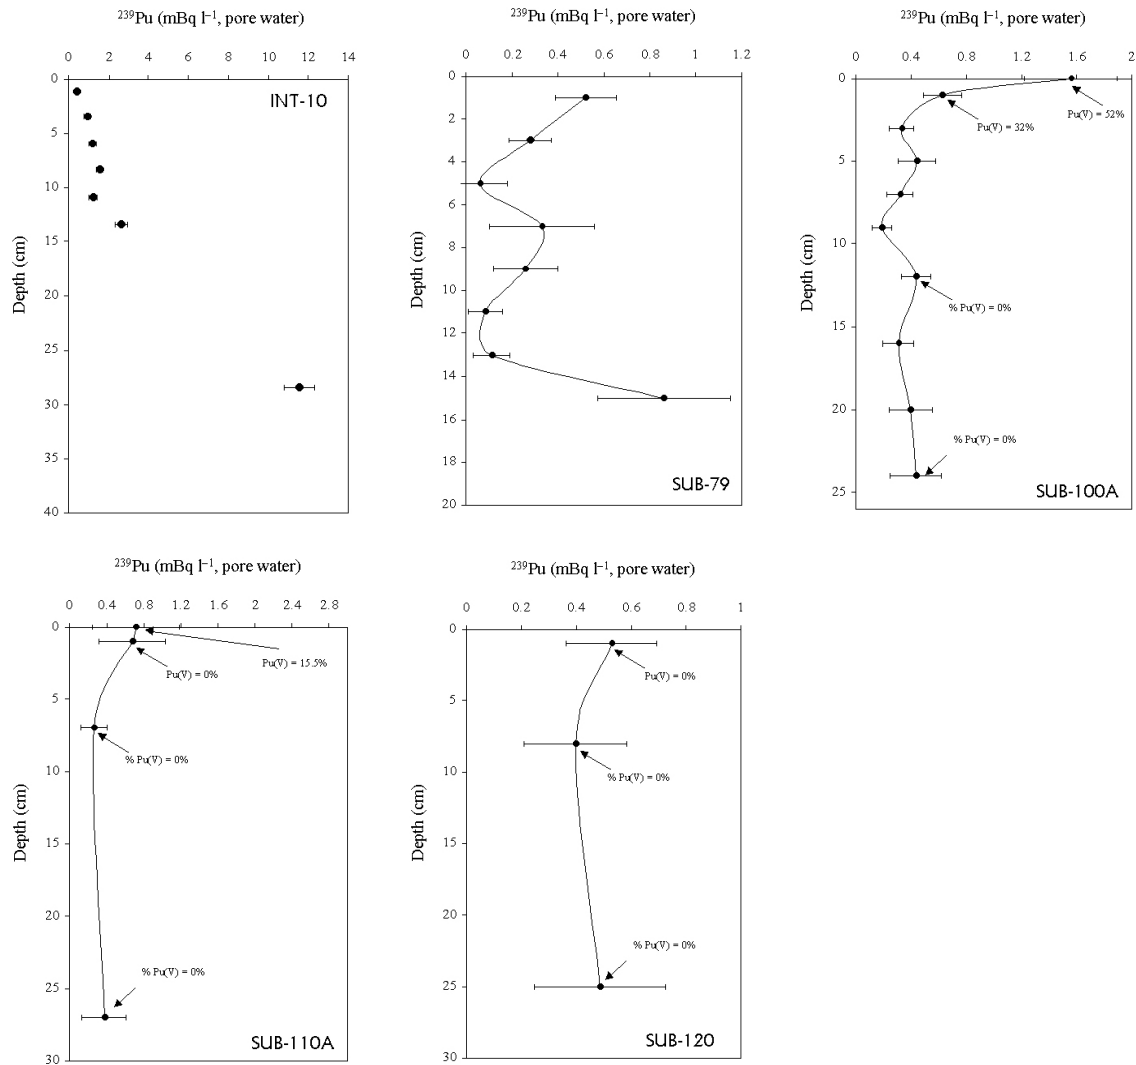 ²³⁹Pu (mBq l⁻¹, pore water)
0 2 4 6 8 10 12 14
0
5
10
15
20
25
30
35
40
Depth (cm)
INT-10
²³⁹Pu (mBq l⁻¹, pore water)
0 0.2 0.4 0.6 0.8 1.0 1.2
0
2
4
6
8
10
12
14
16
18
20
Depth (cm)
SUB-79
²³⁹Pu (mBq l⁻¹, pore water)
0 0.4 0.8 1.2 1.6 2
0
5
10
15
20
25
Depth (cm)
Pu(V) = 52%
Pu(V) = 32%
% Pu(V) = 0%
% Pu(V) = 0%
SUB-100A
²³⁹Pu (mBq l⁻¹, pore water)
0 0.4 0.8 1.2 1.6 2 2.4 2.8
0
5
10
15
20
25
30
Depth (cm)
Pu(V) = 15.5%
Pu(V) = 0%
% Pu(V) = 0%
% Pu(V) = 0%
SUB-110A
²³⁹Pu (mBq l⁻¹, pore water)
0 0.2 0.4 0.6 0.8 1
0
5
10
15
20
25
30
Depth (cm)
Pu(V) = 0%
% Pu(V) = 0%
% Pu(V) = 0%
SUB-120